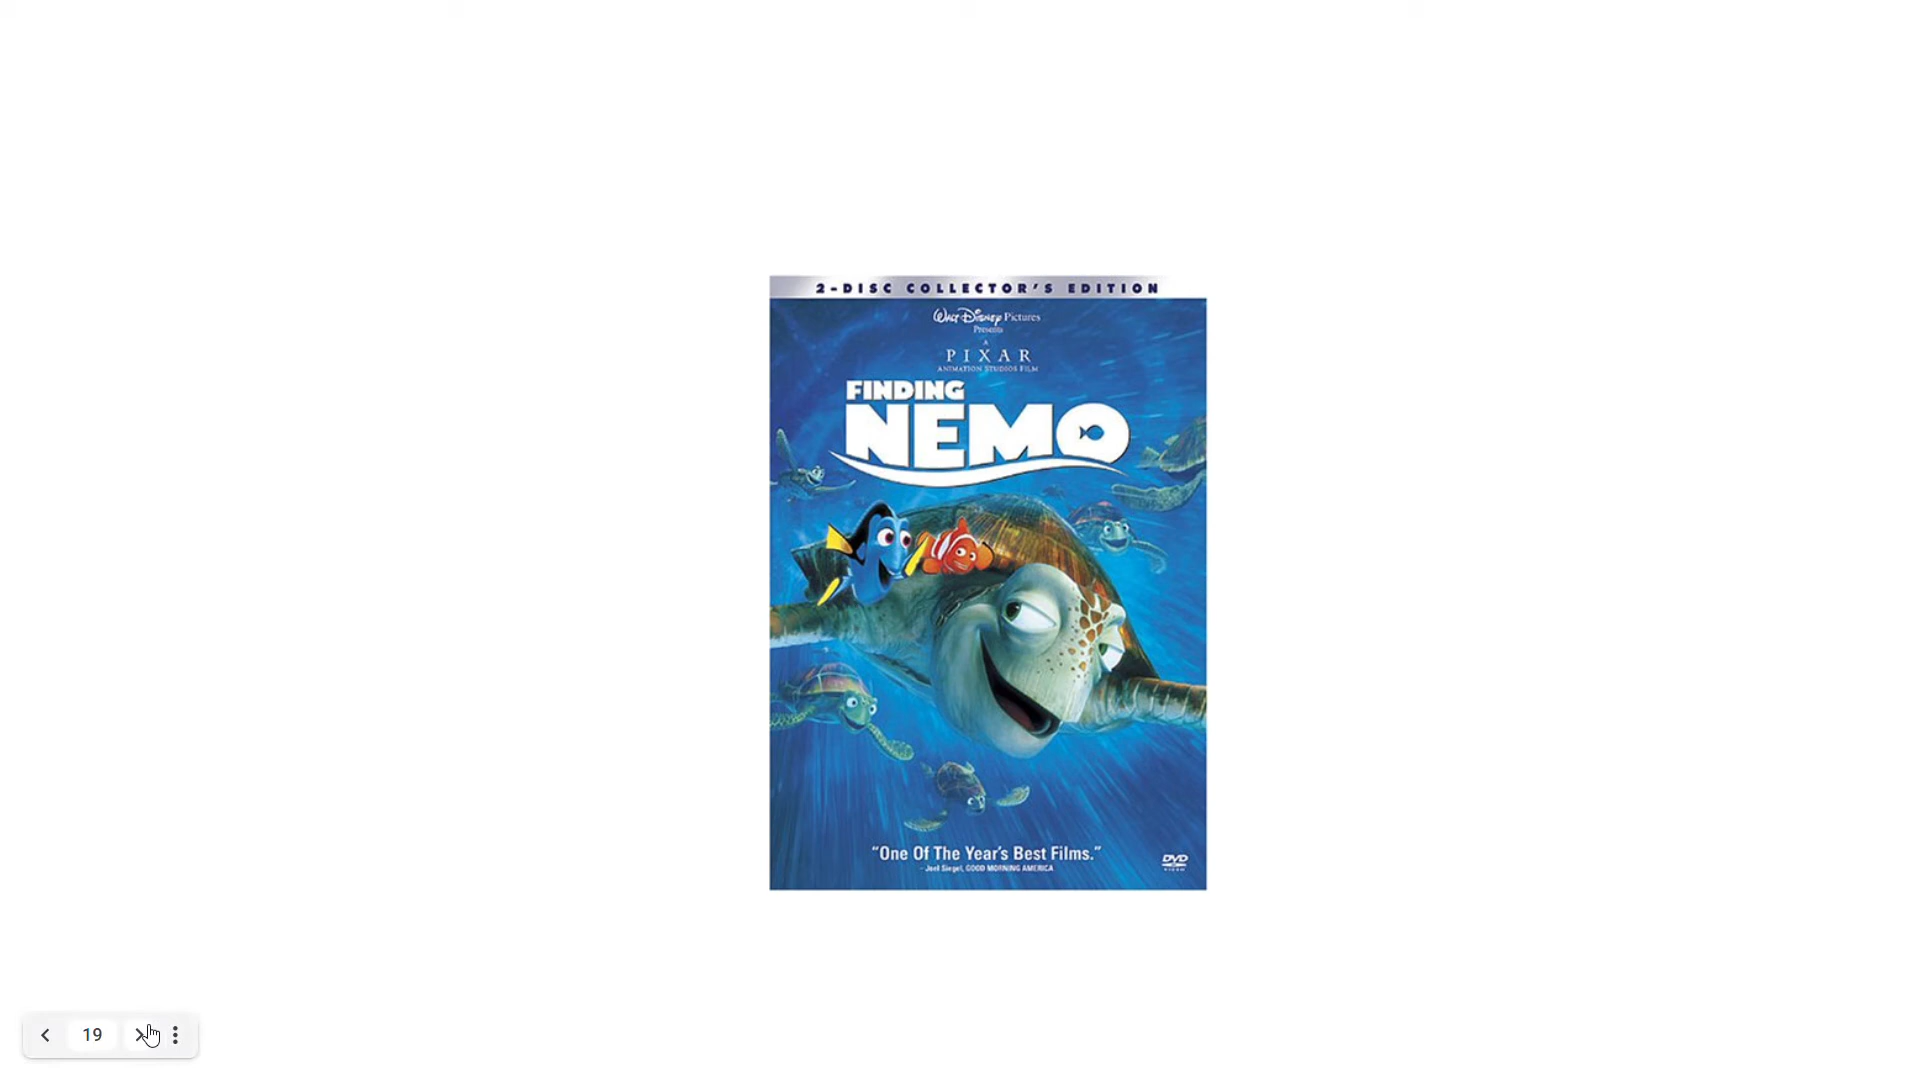 2-DISC COLLECTOR'S EDITION
WALT DISNEY Pictures
Presents
A
PIXAR
ANIMATION STUDIOS FILM
FINDING
NEMO
"One Of The Year's Best Films."
- Joel Siegel, GOOD MORNING AMERICA
DVD
VIDEO
19